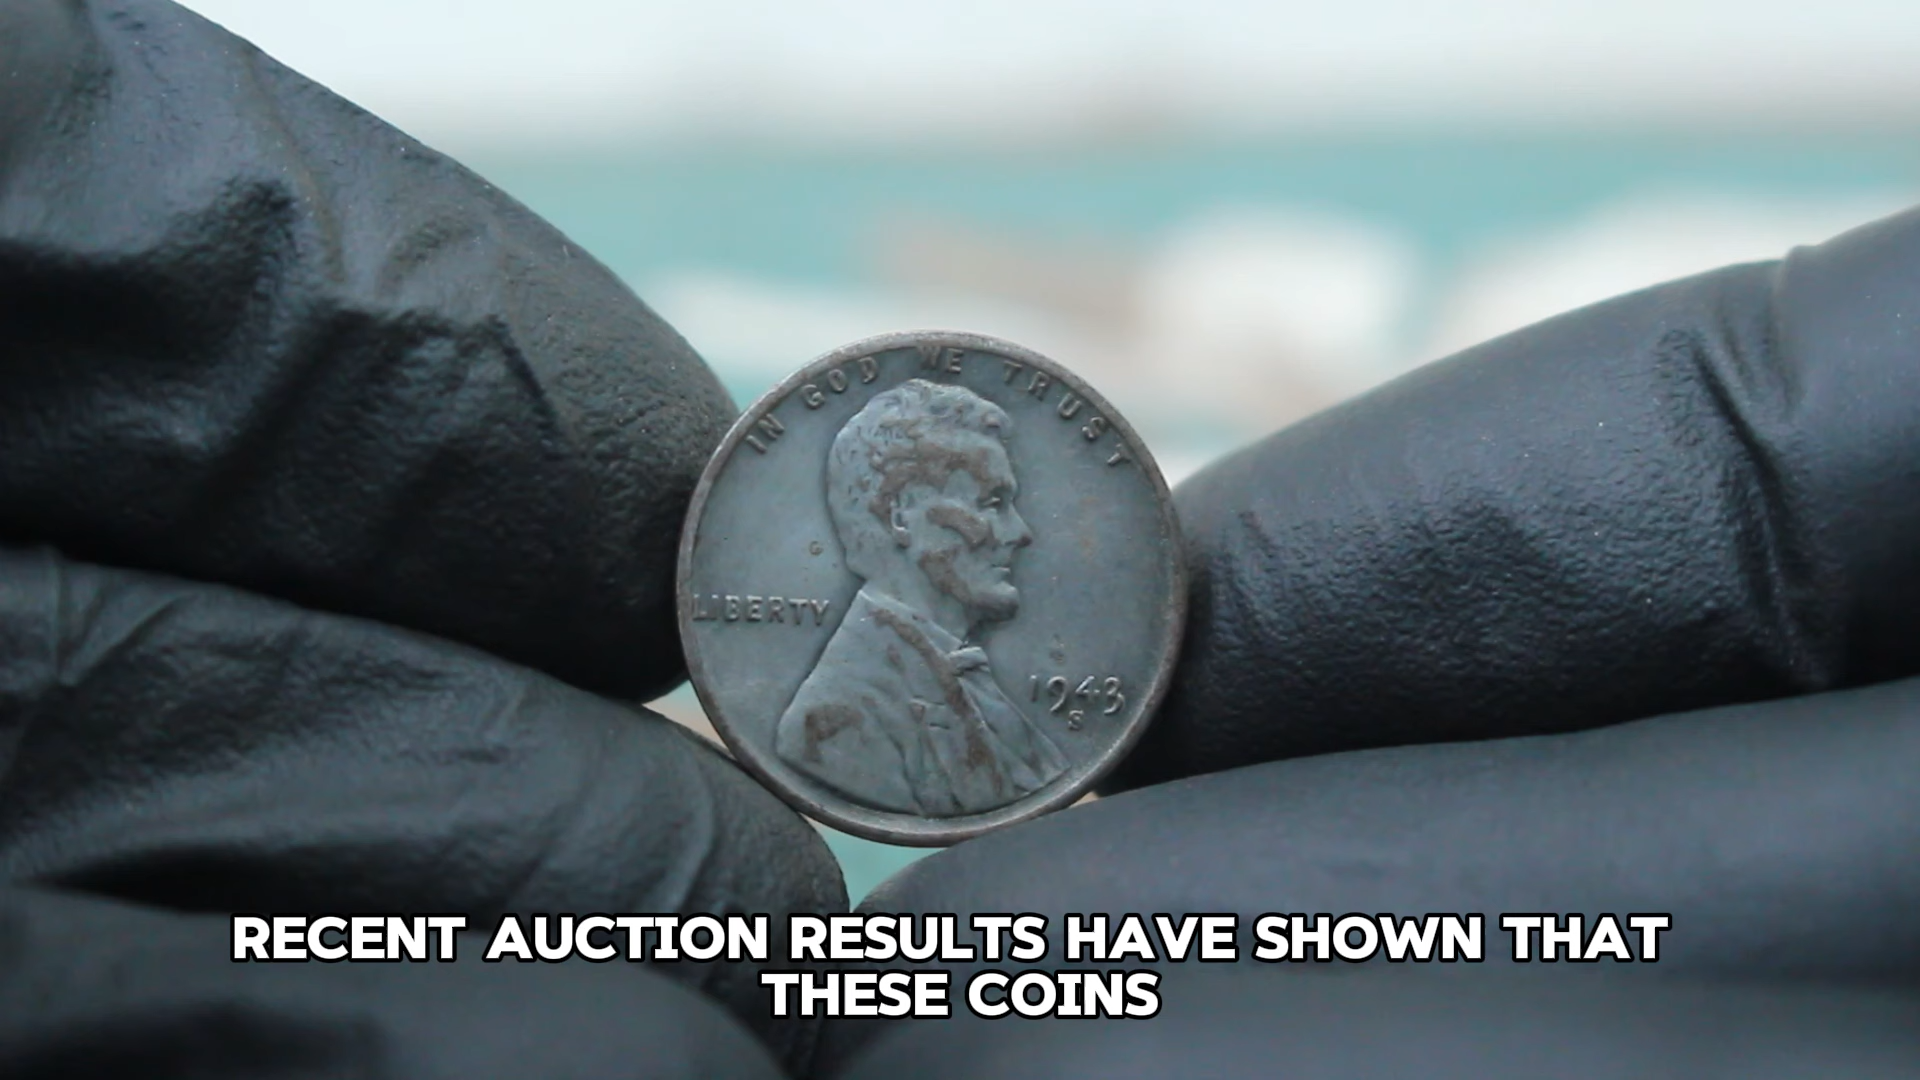 IN GOD WE TRUST
LIBERTY
1943
S
RECENT AUCTION RESULTS HAVE SHOWN THAT
THESE COINS